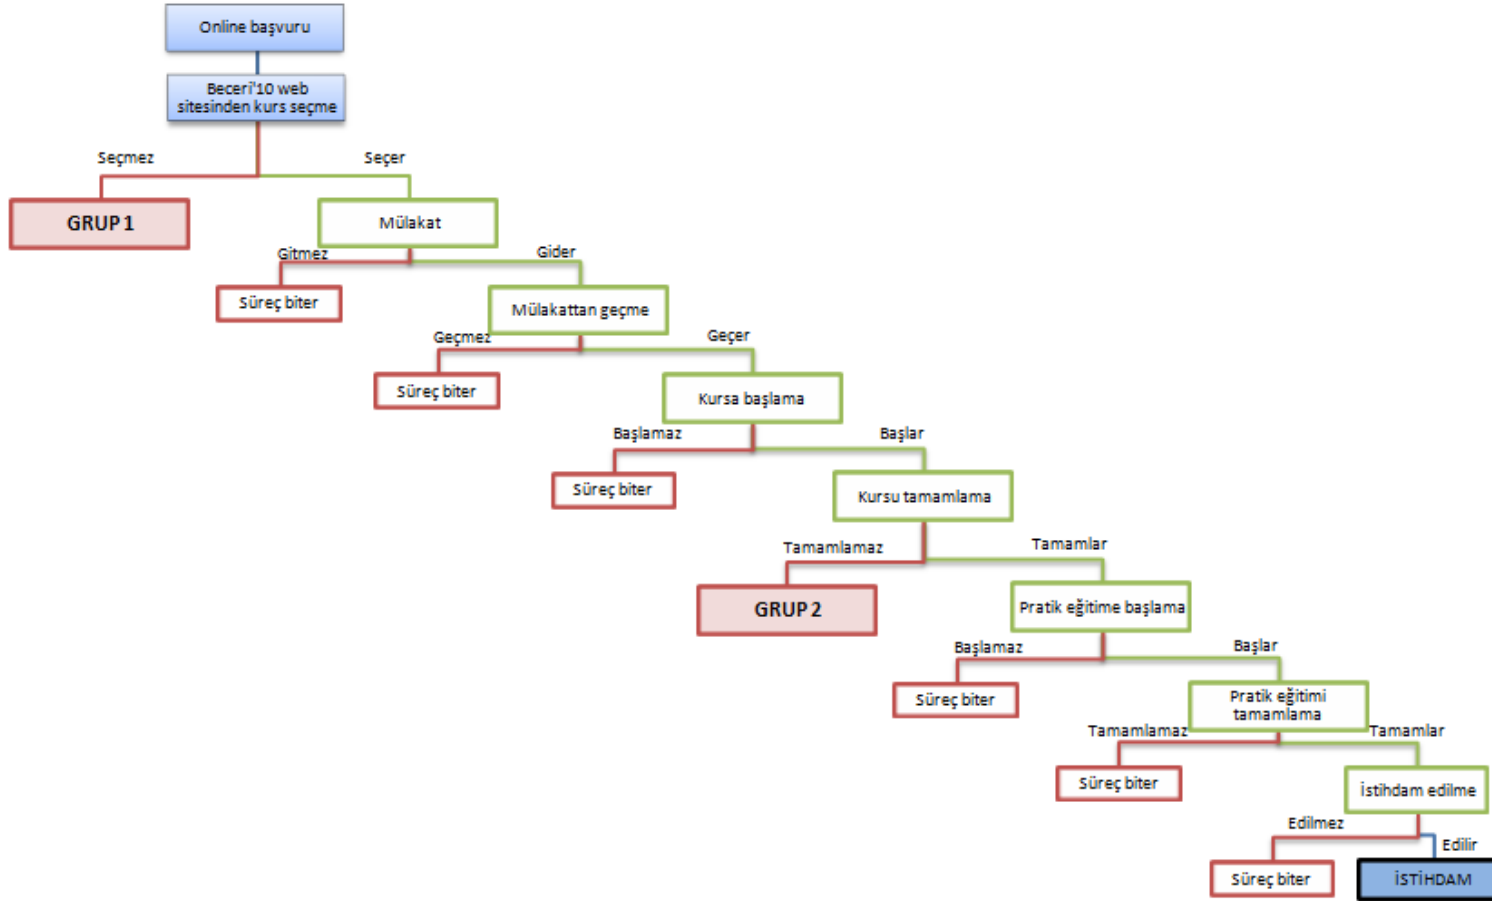 Online başvuru
Beceri'10 web
sitesinden kurs seçme
Seçmez
Seçer
GRUP 1
Mülakat
Gitmez
Gider
Süreç biter
Mülakattan geçme
Geçmez
Geçer
Süreç biter
Kursa başlama
Başlamaz
Başlar
Süreç biter
Kursu tamamlama
Tamamlamaz
Tamamlar
GRUP 2
Pratik eğitime başlama
Başlamaz
Başlar
Süreç biter
Pratik eğitimi
tamamlama
Tamamlamaz
Tamamlar
Süreç biter
İstihdam edilme
Edilmez
Edilir
Süreç biter
İSTİHDAM